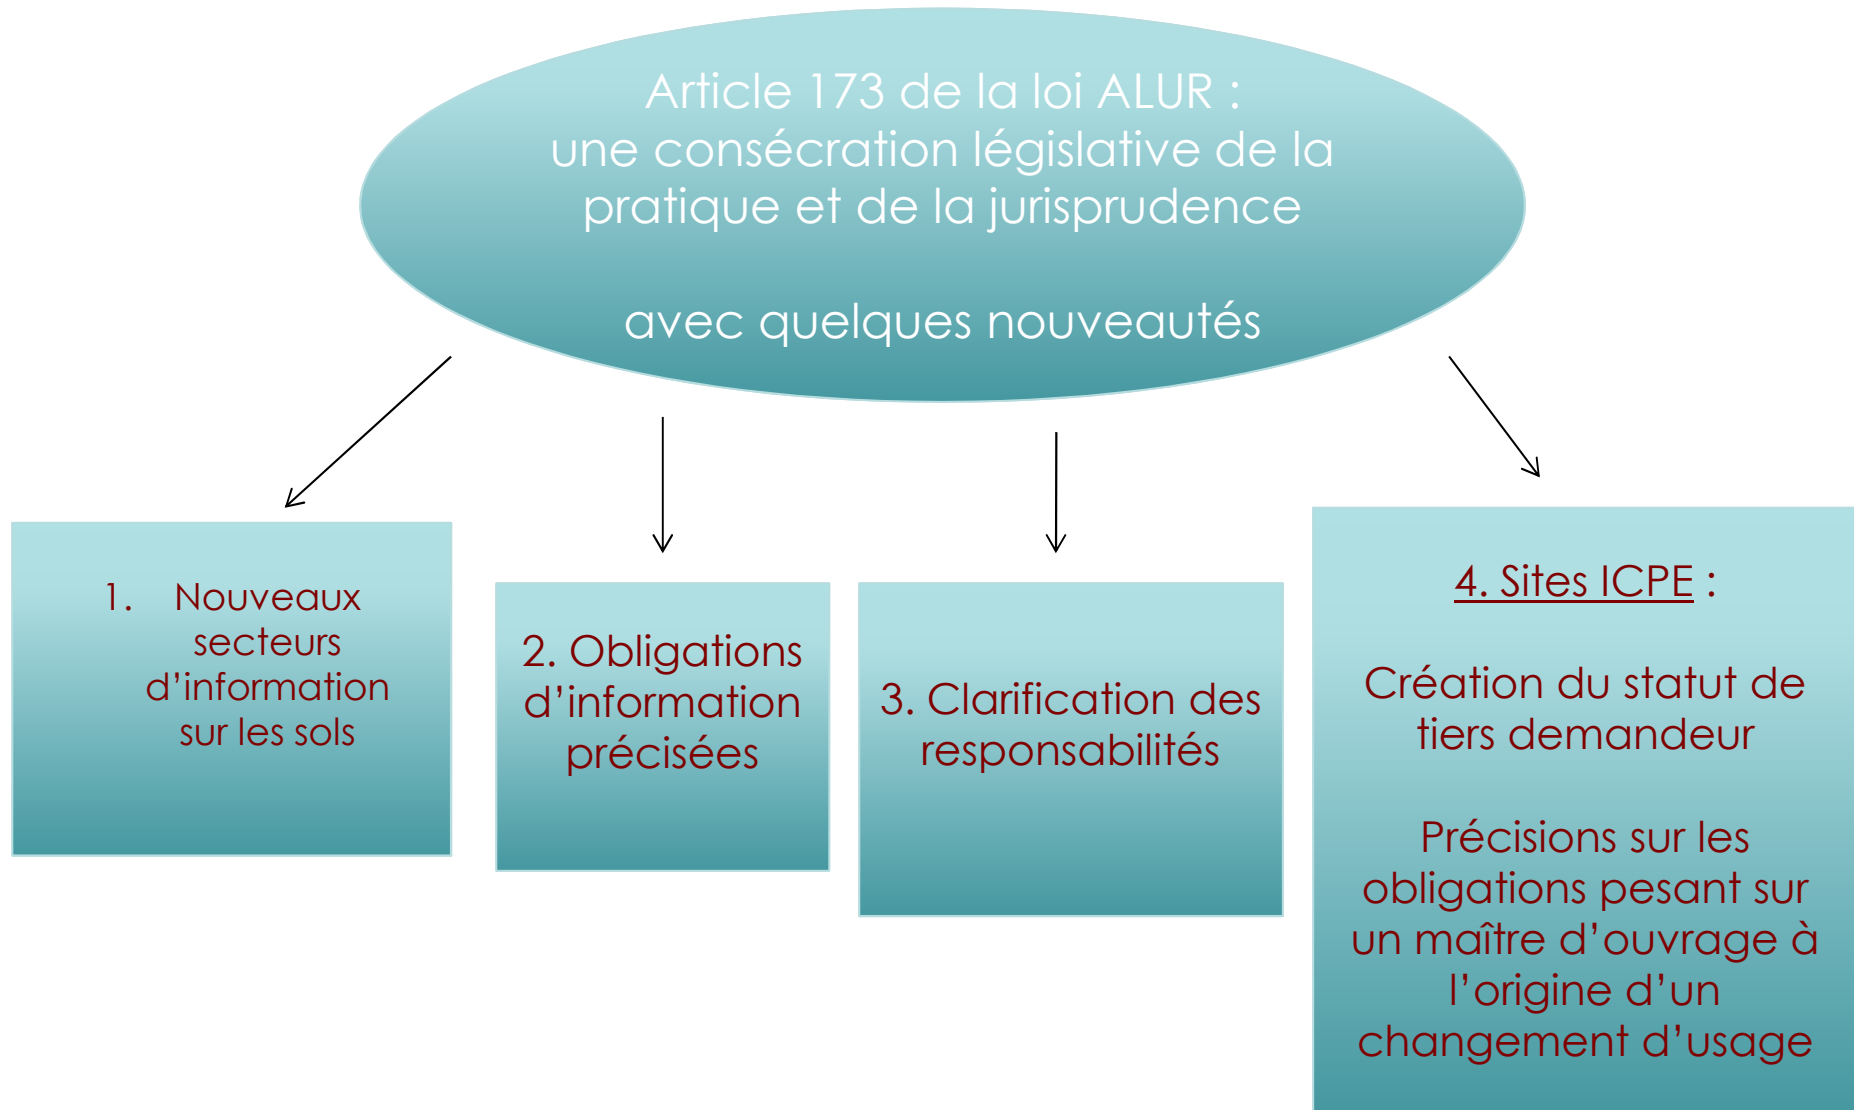 Article 173 de la loi ALUR :
une consécration législative de la
pratique et de la jurisprudence
avec quelques nouveautés
1. Nouveaux
secteurs
d’information
sur les sols
2. Obligations
d’information
précisées
3. Clarification des
responsabilités
4. Sites ICPE :
Création du statut de
tiers demandeur
Précisions sur les
obligations pesant sur
un maître d’ouvrage à
l’origine d’un
changement d’usage